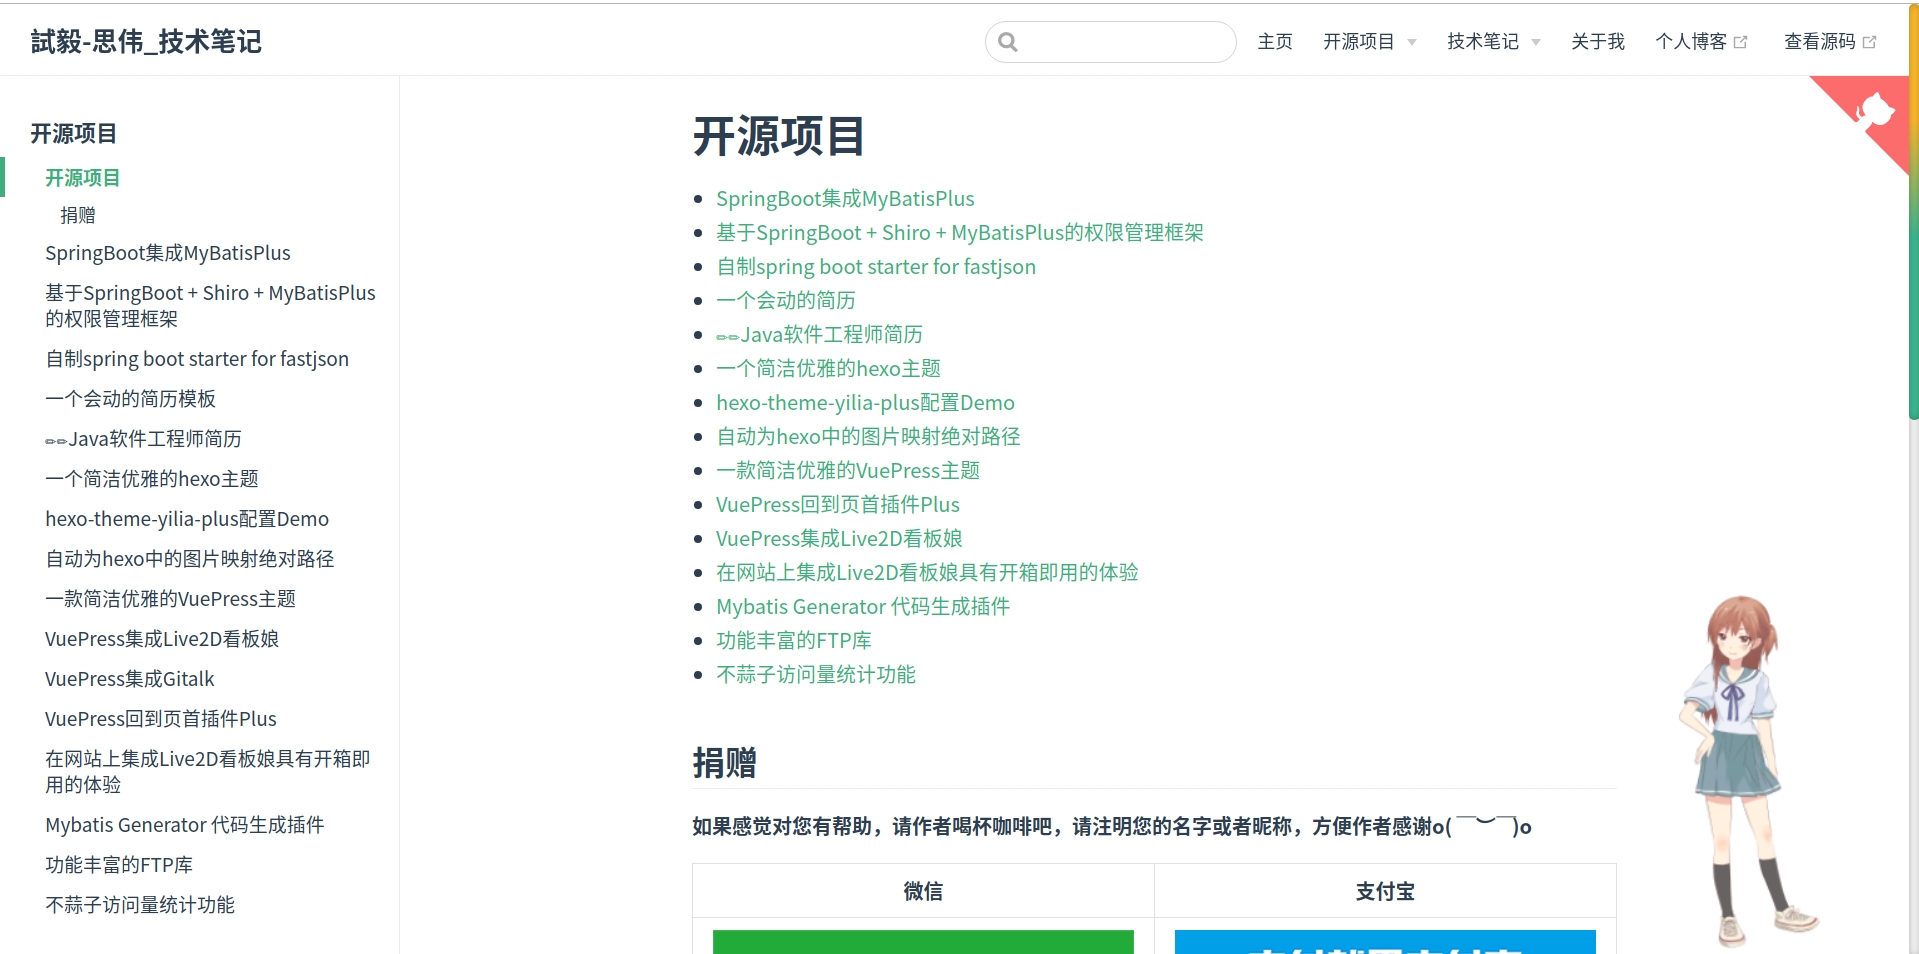 試毅-思伟_技术笔记
主页
开源项目
技术笔记
关于我
个人博客
查看源码
开源项目
开源项目
捐赠
SpringBoot集成MyBatisPlus
基于SpringBoot + Shiro + MyBatisPlus
的权限管理框架
自制spring boot starter for fastjson
一个会动的简历模板
✏✏Java软件工程师简历
一个简洁优雅的hexo主题
hexo-theme-yilia-plus配置Demo
自动为hexo中的图片映射绝对路径
一款简洁优雅的VuePress主题
VuePress集成Live2D看板娘
VuePress集成Gitalk
VuePress回到页首插件Plus
在网站上集成Live2D看板娘具有开箱即
用的体验
Mybatis Generator 代码生成插件
功能丰富的FTP库
不蒜子访问量统计功能
开源项目
SpringBoot集成MyBatisPlus
基于SpringBoot + Shiro + MyBatisPlus的权限管理框架
自制spring boot starter for fastjson
一个会动的简历
✏✏Java软件工程师简历
一个简洁优雅的hexo主题
hexo-theme-yilia-plus配置Demo
自动为hexo中的图片映射绝对路径
一款简洁优雅的VuePress主题
VuePress回到页首插件Plus
VuePress集成Live2D看板娘
在网站上集成Live2D看板娘具有开箱即用的体验
Mybatis Generator 代码生成插件
功能丰富的FTP库
不蒜子访问量统计功能
捐赠
如果感觉对您有帮助，请作者喝杯咖啡吧，请注明您的名字或者昵称，方便作者感谢o(￣︶￣)o
微信
支付宝